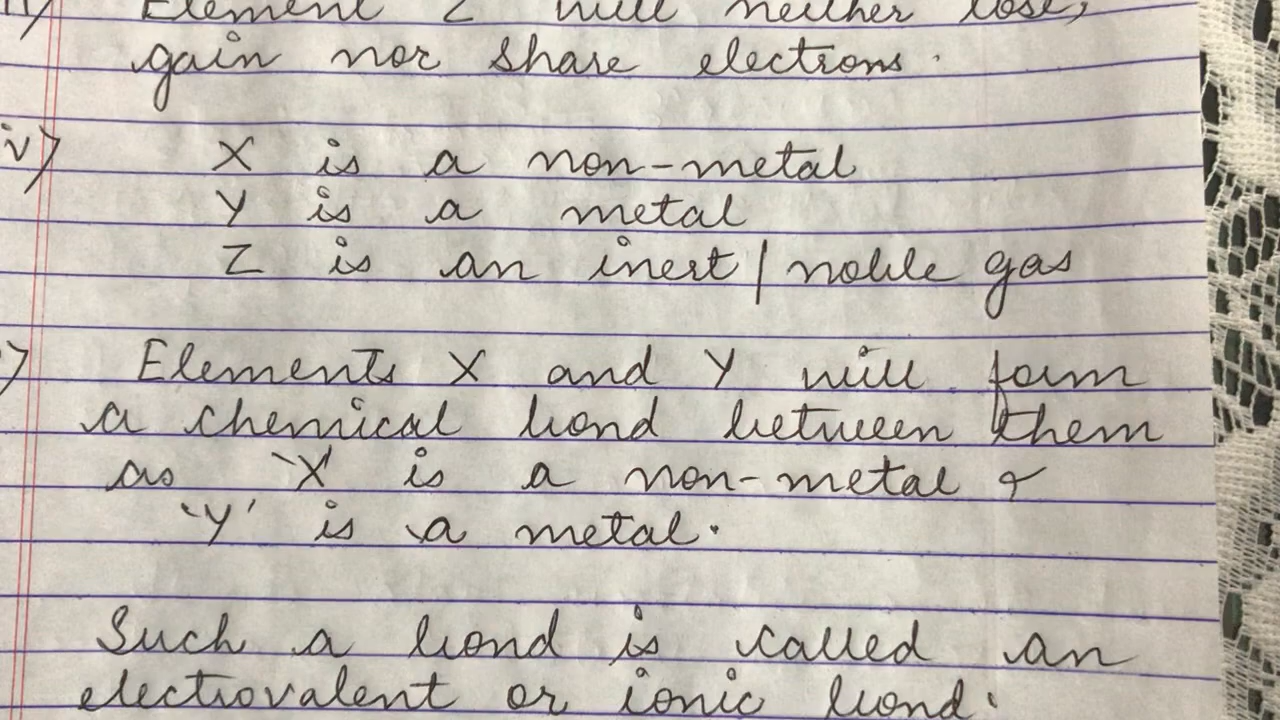 Element Z will neither lose,
gain nor share electrons.
iv) X is a non-metal
Y is a metal
Z is an inert/noble gas
Elements X and Y will form
a chemical bond between them
as 'X' is a non-metal &
'Y' is a metal.
Such a bond is called an
electrovalent or ionic bond.